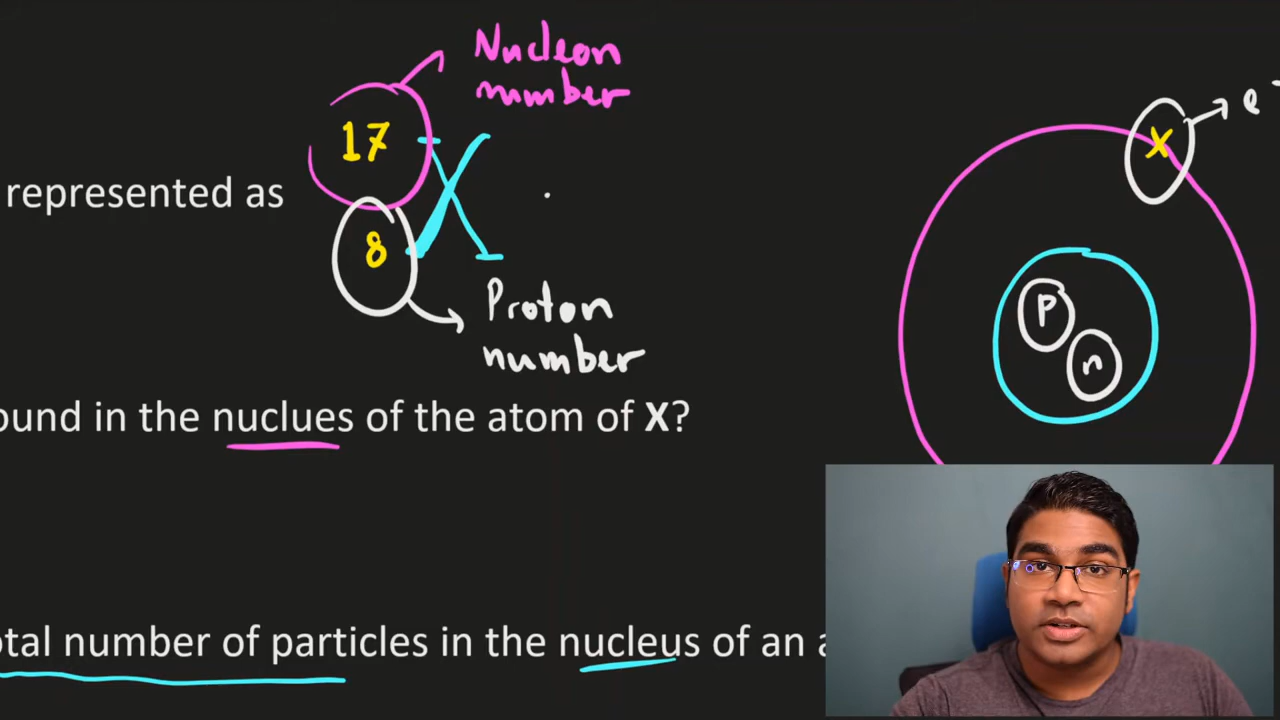 Nucleon
number
17
X
e⁻
represented as
8
P
n
Proton
number
ound in the nuclues of the atom of X?
otal number of particles in the nucleus of an a